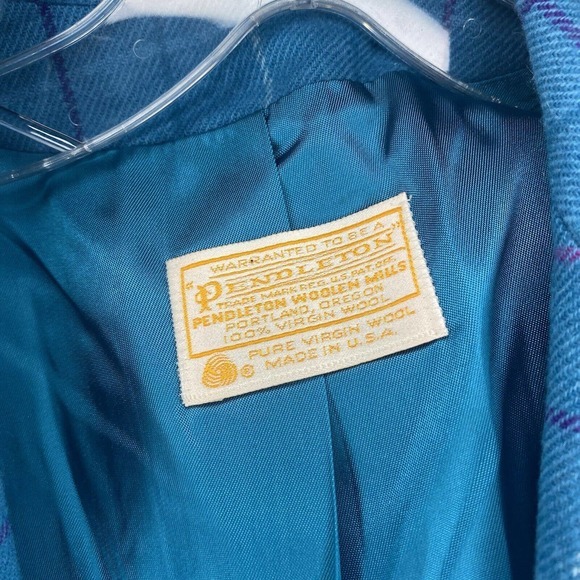 WARRANTED TO BE A
"PENDLETON"
TRADE MARK REG. U.S. PAT. OFF.
PENDLETON WOOLEN MILLS
PORTLAND, OREGON
100% VIRGIN WOOL
PURE VIRGIN WOOL
® MADE IN U.S.A.